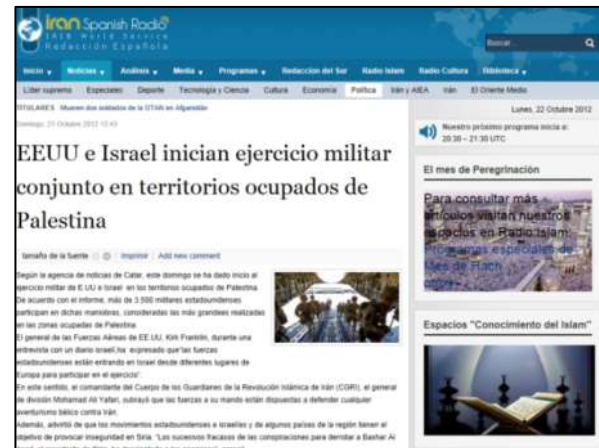 iran Spanish Radio
IRIB World Service
Redacción Española
Buscar...
Inicio Noticias Análisis Media Programas Redaccion del Sur Radio Islam Radio Cultura Biblioteca
Líder supremo Especiales Deporte Tecnología y Ciencia Cultura Economía Política Irán y AIEA Irán El Oriente Medio
TITULARES Mueren dos soldados de la OTAN en Afganistán
Lunes, 22 Octubre 2012
Domingo, 21 Octubre 2012 10:43
Nuestro próximo programa inicia a:
20:30 - 21:30 UTC
EEUU e Israel inician ejercicio militar
conjunto en territorios ocupados de
Palestina
El mes de Peregrinación
Para consultar más
artículos visitan nuestros
espacios en Radio Islam:
Programas especiales de
Mes de Hach
tamaño de la fuente Imprimir Add new comment
Según la agencia de noticias de Catar, este domingo se ha dado inicio al
ejercicio militar de E.UU a Israel en los territorios ocupados de Palestina.
De acuerdo con el informe, más de 3.500 militares estadounidenses
participan en dichas maniobras, consideradas las más grandes realizadas
en las zonas ocupadas de Palestina.
El general de las Fuerzas Aéreas de EE.UU, Kirk Franklin, durante una
entrevista con un diario israelí,ha expresado que"las fuerzas
estadounidenses están entrando en Israel desde diferentes lugares de
Europa para participar en el ejercicio".
En este sentido, el comandante del Cuerpo de los Guardianes de la Revolución Islámica de Irán (CGRI), el general
de división Mohamad Ali Yafari, subrayó que las fuerzas a su mando están dispuestas a defender cualquier
aventurismo bélico contra Irán.
Además, advirtió de que los movimientos estadounidenses e israelíes y de algunos países de la región tienen el
objetivo de provocar inseguridad en Siria. "Los sucesivos fracasos de las conspiraciones para derrotar a Bashar Al
Espacios "Conocimiento del Islam"